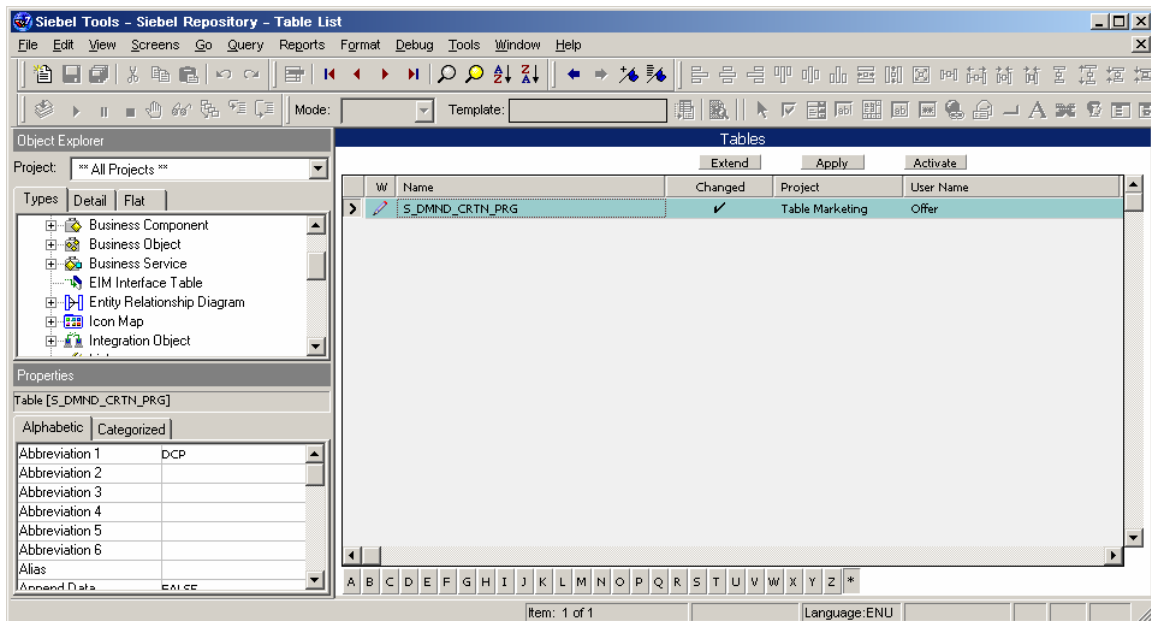 Siebel Tools - Siebel Repository - Table List
File Edit View Screens Go Query Reports Format Debug Tools Window Help
Mode: Template:
Object Explorer
Project: ** All Projects **
Types Detail Flat
Business Component
Business Object
Business Service
EIM Interface Table
Entity Relationship Diagram
Icon Map
Integration Object
Properties
Table [S_DMND_CRTN_PRG]
Alphabetic Categorized
Abbreviation 1 DCP
Abbreviation 2
Abbreviation 3
Abbreviation 4
Abbreviation 5
Abbreviation 6
Alias
Append Data FALSE
Tables
Extend Apply Activate
W Name Changed Project User Name
S_DMND_CRTN_PRG Table Marketing Offer
A B C D E F G H I J K L M N O P Q R S T U V W X Y Z *
Item: 1 of 1 Language:ENU